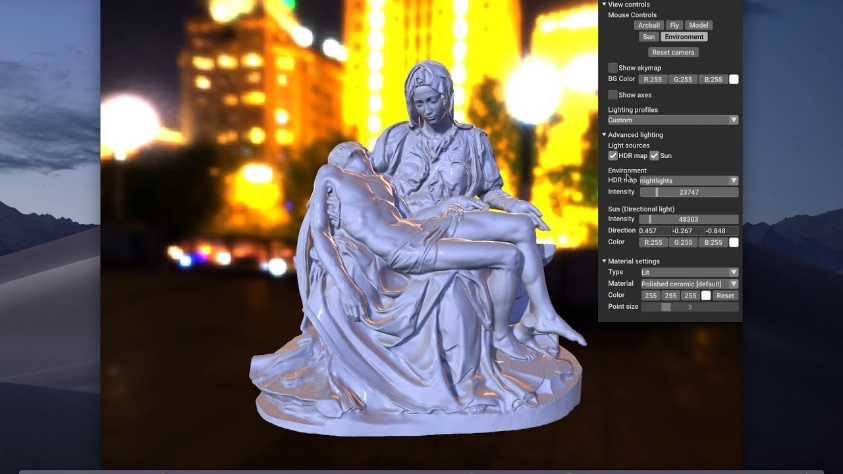 View controls
Mouse Controls
Arcball Fly Model
Sun Environment
Reset camera
Show skymap
BG Color R:255 G:255 B:255
Show axes
Lighting profiles
Custom
Advanced lighting
Light sources
HDR map Sun
Environment
HDR map nightlights
Intensity 23747
Sun (Directional light)
Intensity 48303
Direction 0.457 -0.267 -0.848
Color R:255 G:255 B:255
Material settings
Type Lit
Material Polished ceramic [default]
Color 255 255 255 Reset
Point size 3